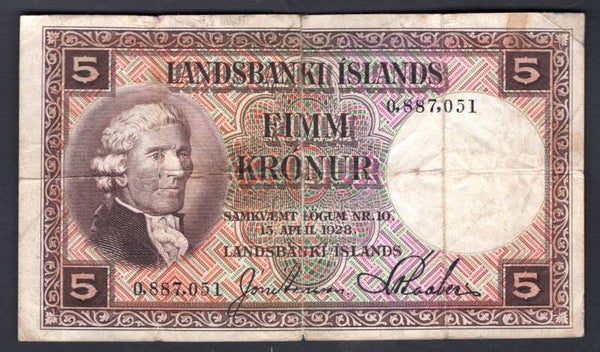 5 5
LANDSBANKI ÍSLANDS
0,887,051
FIMM
KRÓNUR
SAMKVÆMT LÖGUM NR. 10,
15. APRIL 1928
LANDSBANKI ÍSLANDS
5 0,887,051 5